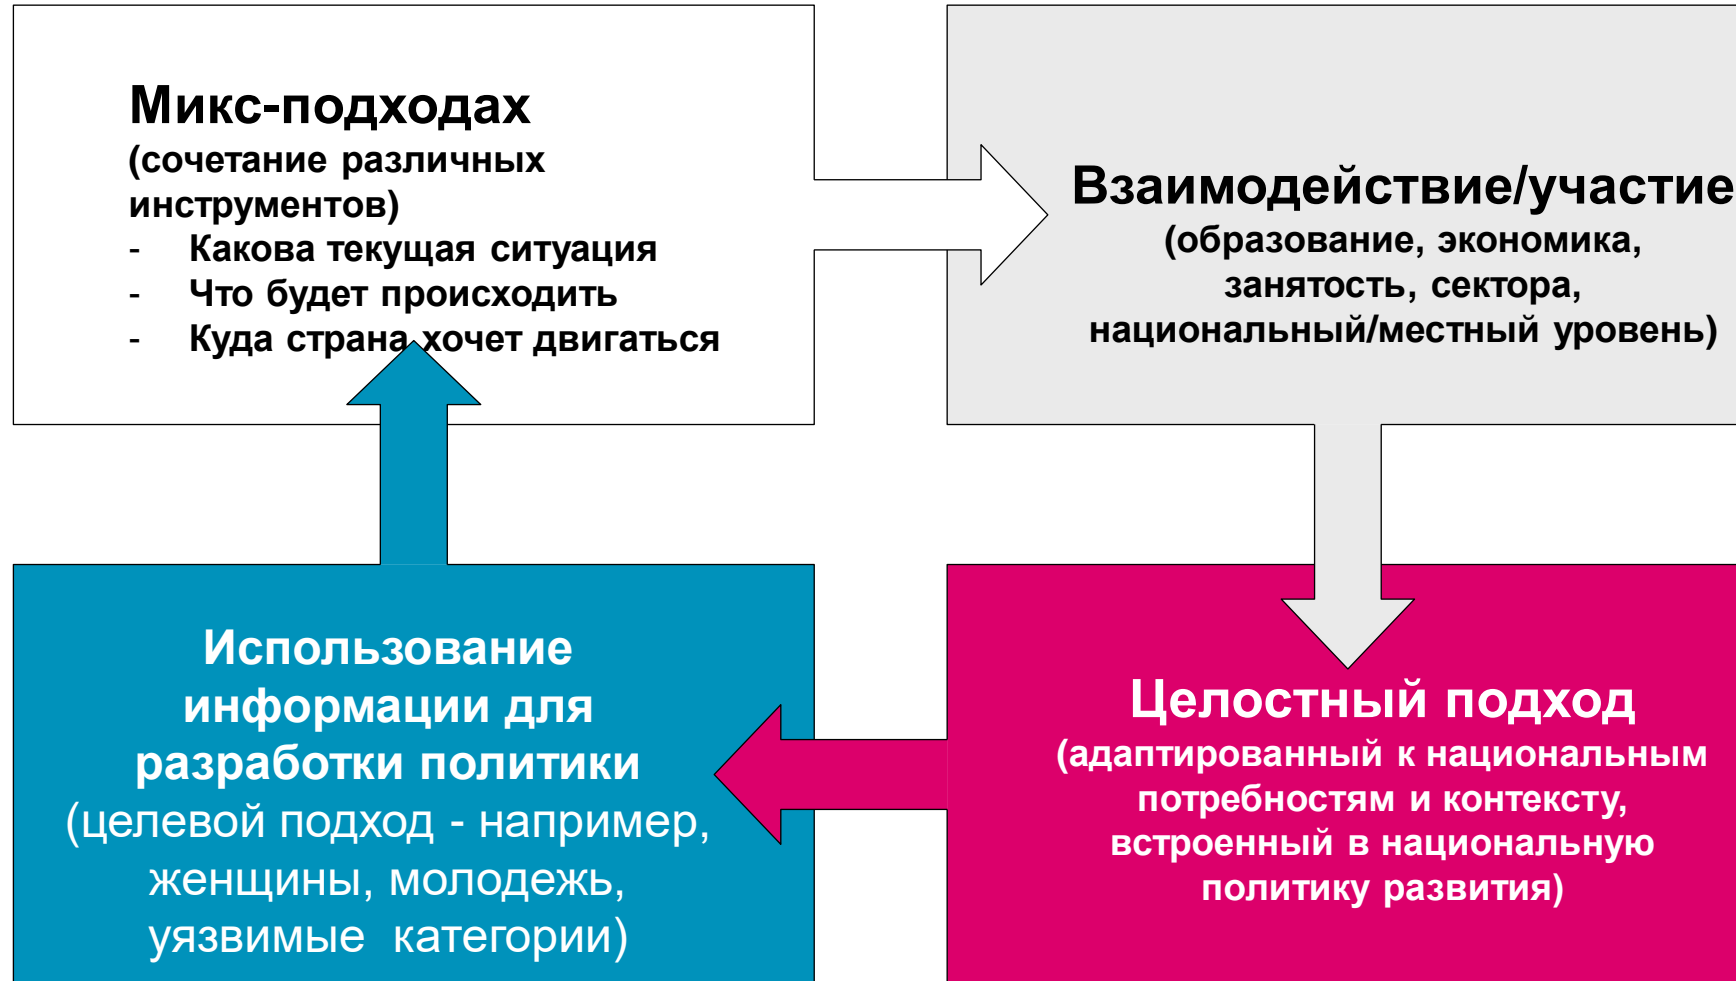 Микс-подходах
(сочетание различных
инструментов)
- Какова текущая ситуация
- Что будет происходить
- Куда страна хочет двигаться
Взаимодействие/участие
(образование, экономика,
занятость, сектора,
национальный/местный уровень)
Использование
информации для
разработки политики
(целевой подход - например,
женщины, молодежь,
уязвимые категории)
Целостный подход
(адаптированный к национальным
потребностям и контексту,
встроенный в национальную
политику развития)